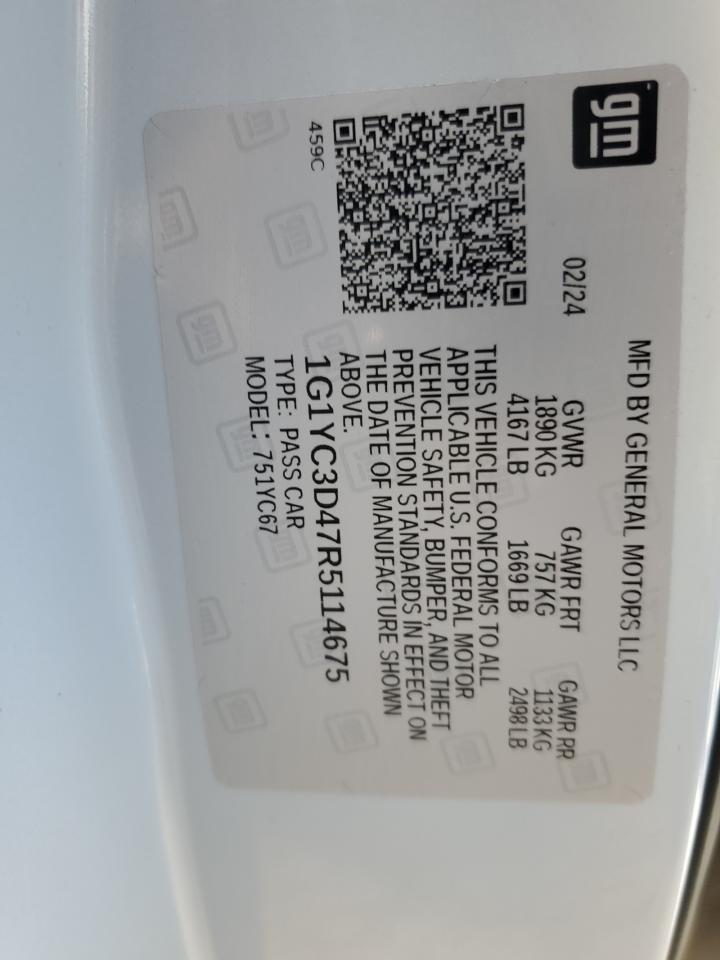 gm
MFD BY GENERAL MOTORS LLC
02/24
GVWR GAWR FRT GAWR RR
1890 KG 757 KG 1133 KG
4167 LB 1669 LB 2498 LB
THIS VEHICLE CONFORMS TO ALL
APPLICABLE U.S. FEDERAL MOTOR
VEHICLE SAFETY, BUMPER, AND THEFT
PREVENTION STANDARDS IN EFFECT ON
THE DATE OF MANUFACTURE SHOWN
ABOVE.
459C
1G1YC3D47R5114675
TYPE: PASS CAR
MODEL: 751YC67